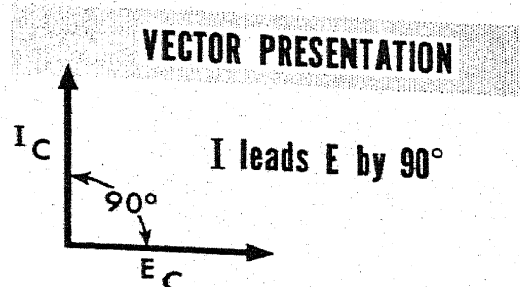 VECTOR PRESENTATION
I C
I leads E by 90°
90°
E C